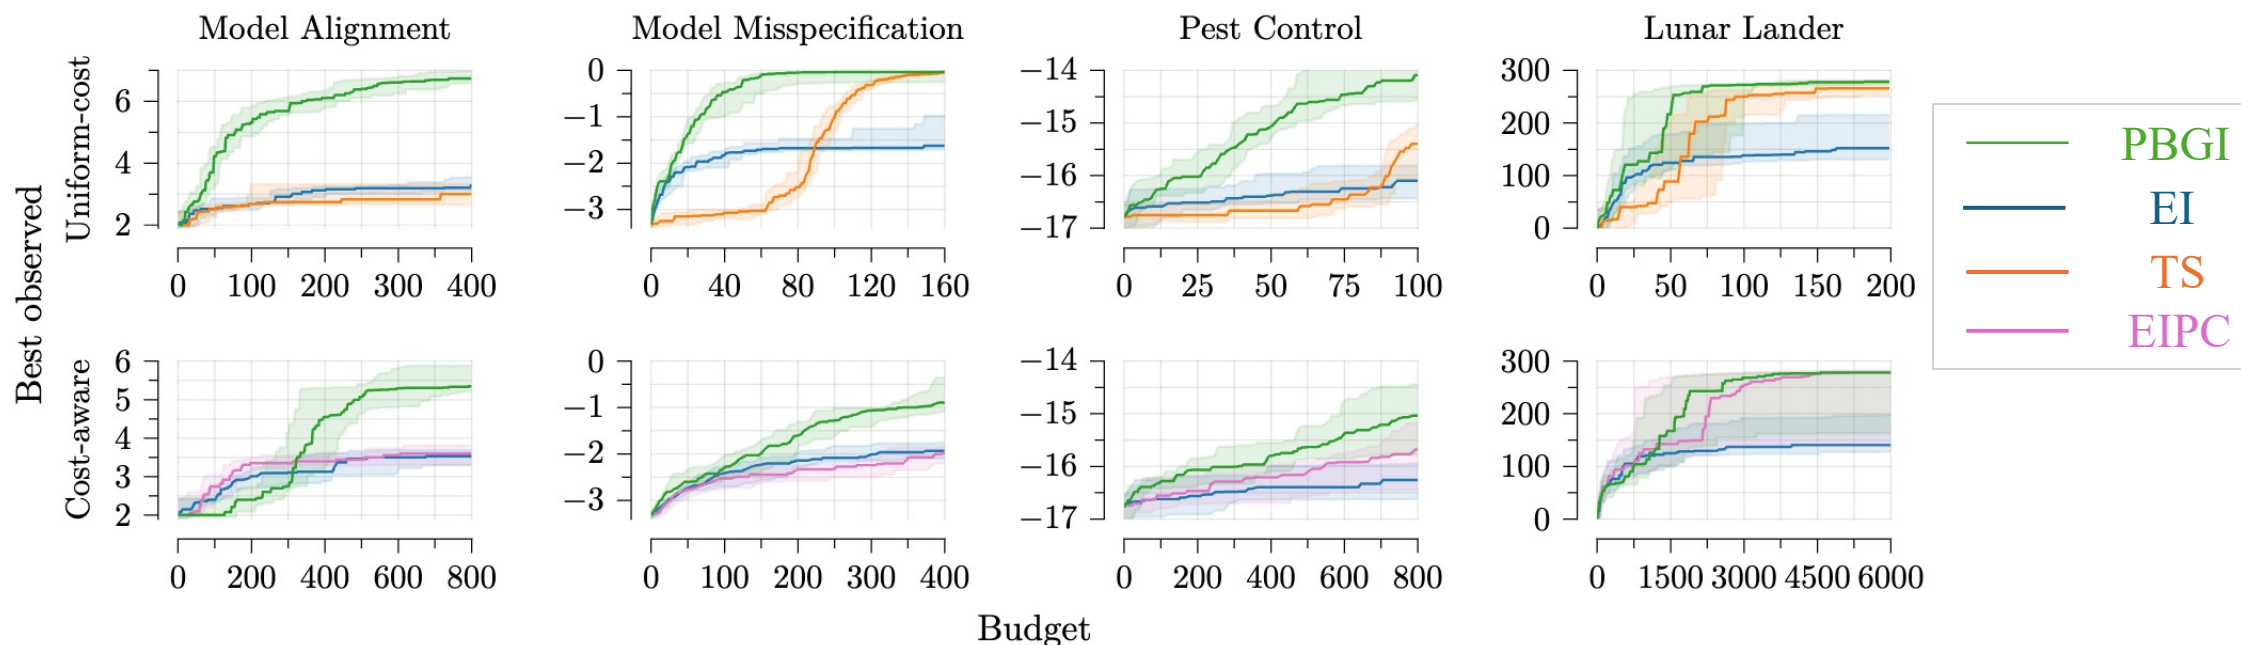 Model Alignment
Model Misspecification
Pest Control
Lunar Lander
Best observed
Uniform-cost
6
4
2
0 100 200 300 400
0
−1
−2
−3
0 40 80 120 160
−14
−15
−16
−17
0 25 50 75 100
300
200
100
0
0 50 100 150 200
PBGI
EI
TS
EIPC
Cost-aware
6
5
4
3
2
0 200 400 600 800
0
−1
−2
−3
0 100 200 300 400
−14
−15
−16
−17
0 200 400 600 800
300
200
100
0
0 1500 3000 4500 6000
Budget